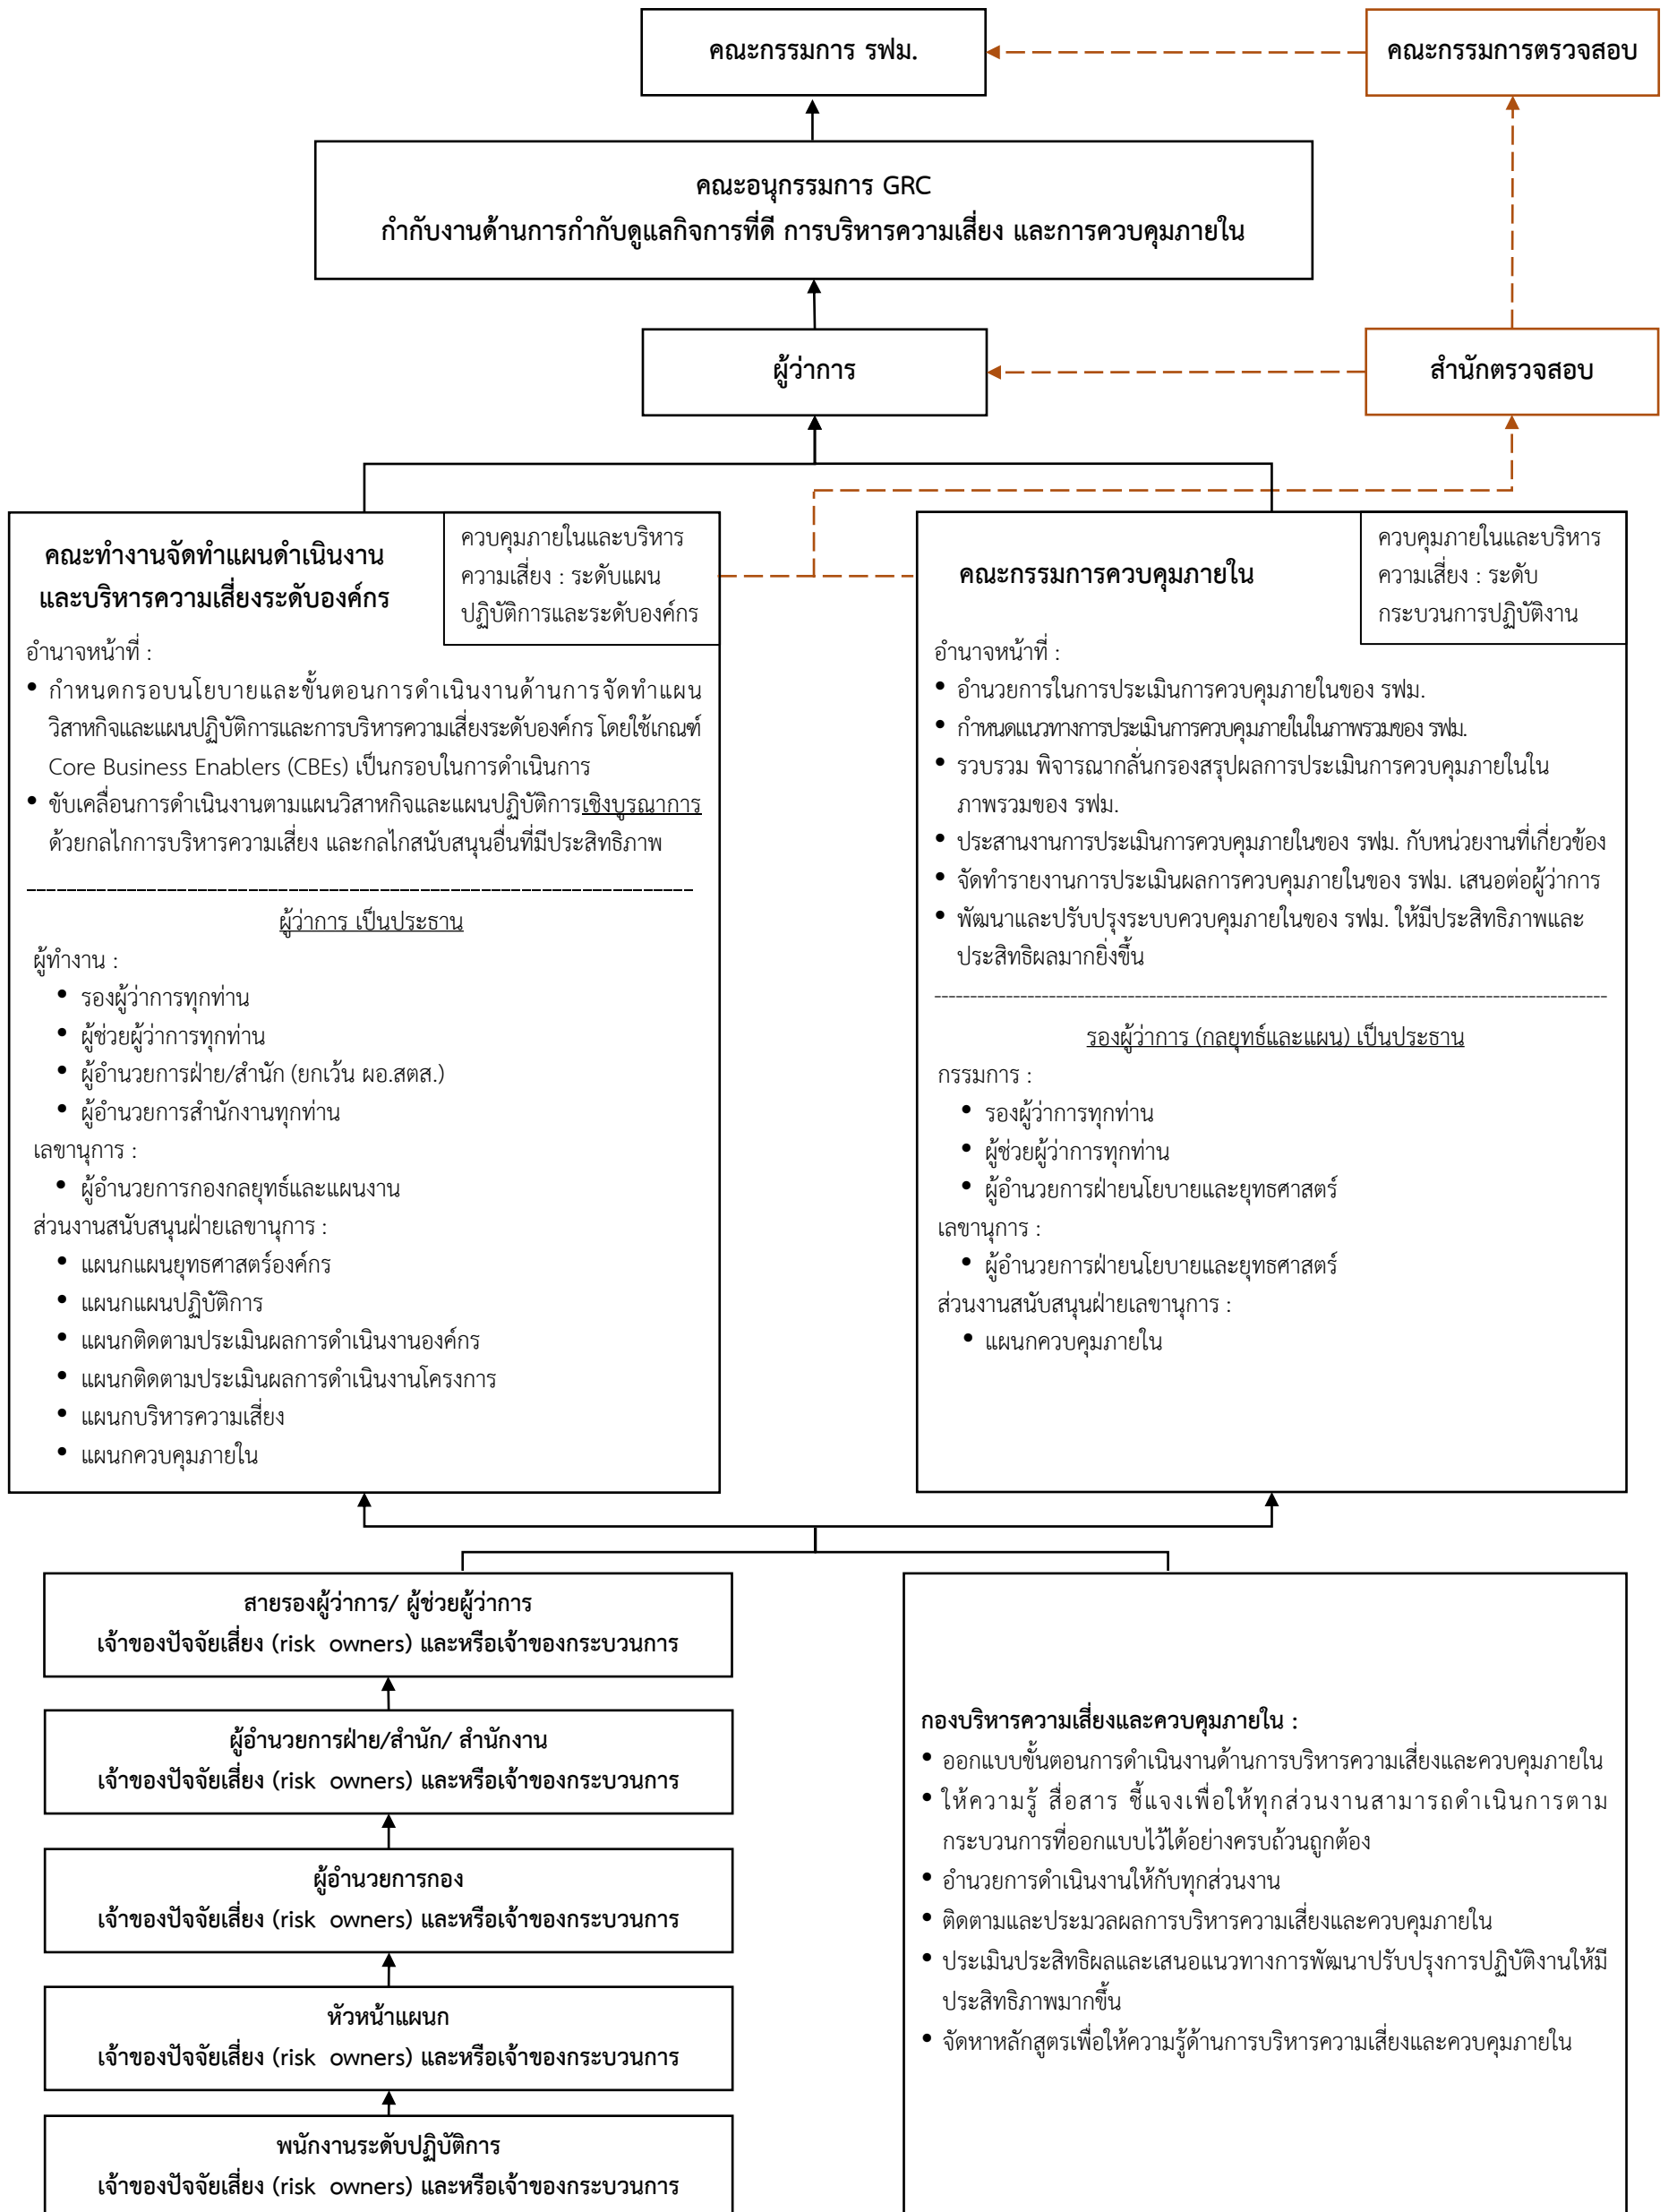 คณะกรรมการ รฟม.
คณะกรรมการตรวจสอบ
คณะอนุกรรมการ GRC
กำกับงานด้านการกำกับดูแลกิจการที่ดี การบริหารความเสี่ยง และการควบคุมภายใน
ผู้ว่าการ
สำนักตรวจสอบ
คณะทำงานจัดทำแผนดำเนินงาน
และบริหารความเสี่ยงระดับองค์กร
ควบคุมภายในและบริหาร
ความเสี่ยง : ระดับแผน
ปฏิบัติการและระดับองค์กร
อำนาจหน้าที่ :
• กำหนดกรอบนโยบายและขั้นตอนการดำเนินงานด้านการจัดทำแผน
วิสาหกิจและแผนปฏิบัติการและการบริหารความเสี่ยงระดับองค์กร โดยใช้เกณฑ์
Core Business Enablers (CBEs) เป็นกรอบในการดำเนินการ
• ขับเคลื่อนการดำเนินงานตามแผนวิสาหกิจและแผนปฏิบัติการเชิงบูรณาการ
ด้วยกลไกการบริหารความเสี่ยง และกลไกสนับสนุนอื่นที่มีประสิทธิภาพ
ผู้ว่าการ เป็นประธาน
ผู้ทำงาน :
• รองผู้ว่าการทุกท่าน
• ผู้ช่วยผู้ว่าการทุกท่าน
• ผู้อำนวยการฝ่าย/สำนัก (ยกเว้น ผอ.สตส.)
• ผู้อำนวยการสำนักงานทุกท่าน
เลขานุการ :
• ผู้อำนวยการกองกลยุทธ์และแผนงาน
ส่วนงานสนับสนุนฝ่ายเลขานุการ :
• แผนกแผนยุทธศาสตร์องค์กร
• แผนกแผนปฏิบัติการ
• แผนกติดตามประเมินผลการดำเนินงานองค์กร
• แผนกติดตามประเมินผลการดำเนินงานโครงการ
• แผนกบริหารความเสี่ยง
• แผนกควบคุมภายใน
คณะกรรมการควบคุมภายใน
ควบคุมภายในและบริหาร
ความเสี่ยง : ระดับ
กระบวนการปฏิบัติงาน
อำนาจหน้าที่ :
• อำนวยการในการประเมินการควบคุมภายในของ รฟม.
• กำหนดแนวทางการประเมินการควบคุมภายในในภาพรวมของ รฟม.
• รวบรวม พิจารณากลั่นกรองสรุปผลการประเมินการควบคุมภายในใน
ภาพรวมของ รฟม.
• ประสานงานการประเมินการควบคุมภายในของ รฟม. กับหน่วยงานที่เกี่ยวข้อง
• จัดทำรายงานการประเมินผลการควบคุมภายในของ รฟม. เสนอต่อผู้ว่าการ
• พัฒนาและปรับปรุงระบบควบคุมภายในของ รฟม. ให้มีประสิทธิภาพและ
ประสิทธิผลมากยิ่งขึ้น
รองผู้ว่าการ (กลยุทธ์และแผน) เป็นประธาน
กรรมการ :
• รองผู้ว่าการทุกท่าน
• ผู้ช่วยผู้ว่าการทุกท่าน
• ผู้อำนวยการฝ่ายนโยบายและยุทธศาสตร์
เลขานุการ :
• ผู้อำนวยการฝ่ายนโยบายและยุทธศาสตร์
ส่วนงานสนับสนุนฝ่ายเลขานุการ :
• แผนกควบคุมภายใน
สายรองผู้ว่าการ/ ผู้ช่วยผู้ว่าการ
เจ้าของปัจจัยเสี่ยง (risk owners) และหรือเจ้าของกระบวนการ
ผู้อำนวยการฝ่าย/สำนัก/ สำนักงาน
เจ้าของปัจจัยเสี่ยง (risk owners) และหรือเจ้าของกระบวนการ
ผู้อำนวยการกอง
เจ้าของปัจจัยเสี่ยง (risk owners) และหรือเจ้าของกระบวนการ
หัวหน้าแผนก
เจ้าของปัจจัยเสี่ยง (risk owners) และหรือเจ้าของกระบวนการ
พนักงานระดับปฏิบัติการ
เจ้าของปัจจัยเสี่ยง (risk owners) และหรือเจ้าของกระบวนการ
กองบริหารความเสี่ยงและควบคุมภายใน :
• ออกแบบขั้นตอนการดำเนินงานด้านการบริหารความเสี่ยงและควบคุมภายใน
• ให้ความรู้ สื่อสาร ชี้แจงเพื่อให้ทุกส่วนงานสามารถดำเนินการตาม
กระบวนการที่ออกแบบไว้ได้อย่างครบถ้วนถูกต้อง
• อำนวยการดำเนินงานให้กับทุกส่วนงาน
• ติดตามและประมวลผลการบริหารความเสี่ยงและควบคุมภายใน
• ประเมินประสิทธิผลและเสนอแนวทางการพัฒนาปรับปรุงการปฏิบัติงานให้มี
ประสิทธิภาพมากขึ้น
• จัดหาหลักสูตรเพื่อให้ความรู้ด้านการบริหารความเสี่ยงและควบคุมภายใน